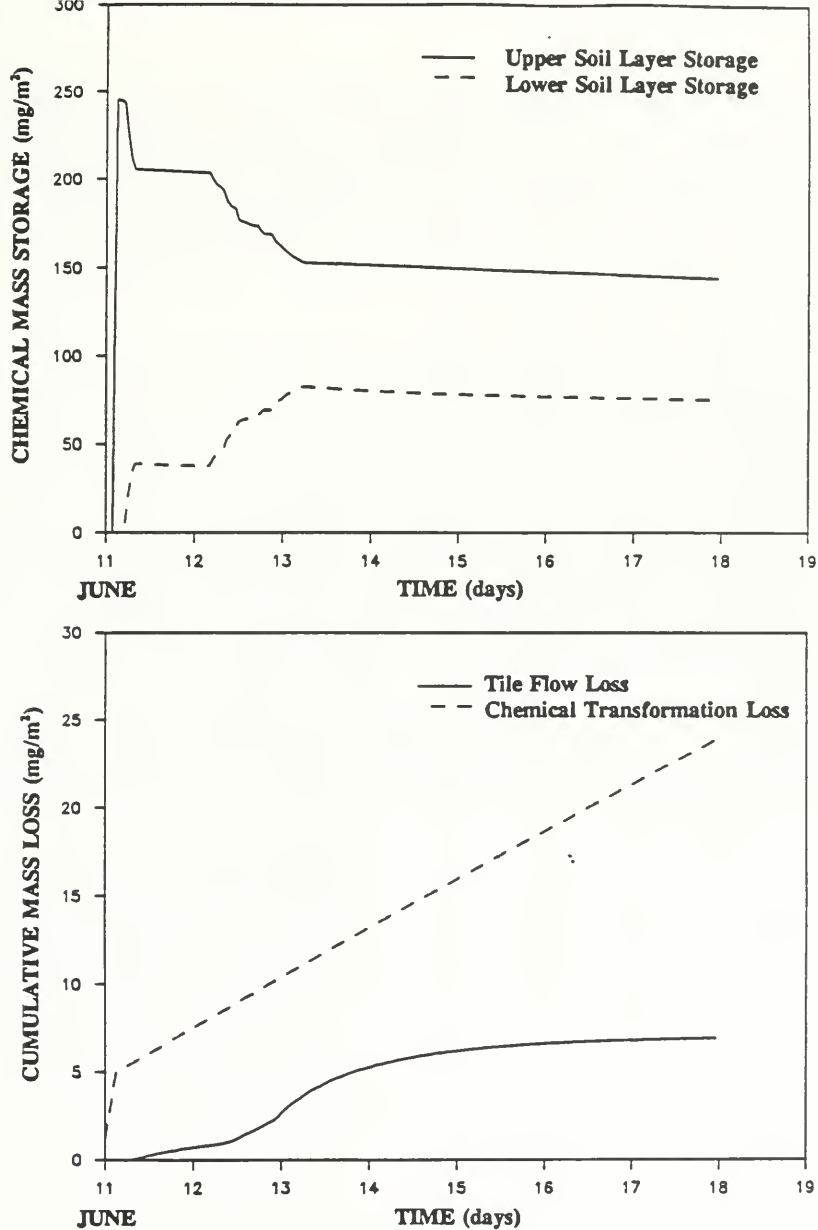 300
250
200
150
100
50
0
CHEMICAL MASS STORAGE (mg/m²)
Upper Soil Layer Storage
Lower Soil Layer Storage
11 12 13 14 15 16 17 18 19
JUNE TIME (days)
30
25
20
15
10
5
0
CUMULATIVE MASS LOSS (mg/m²)
Tile Flow Loss
Chemical Transformation Loss
11 12 13 14 15 16 17 18 19
JUNE TIME (days)